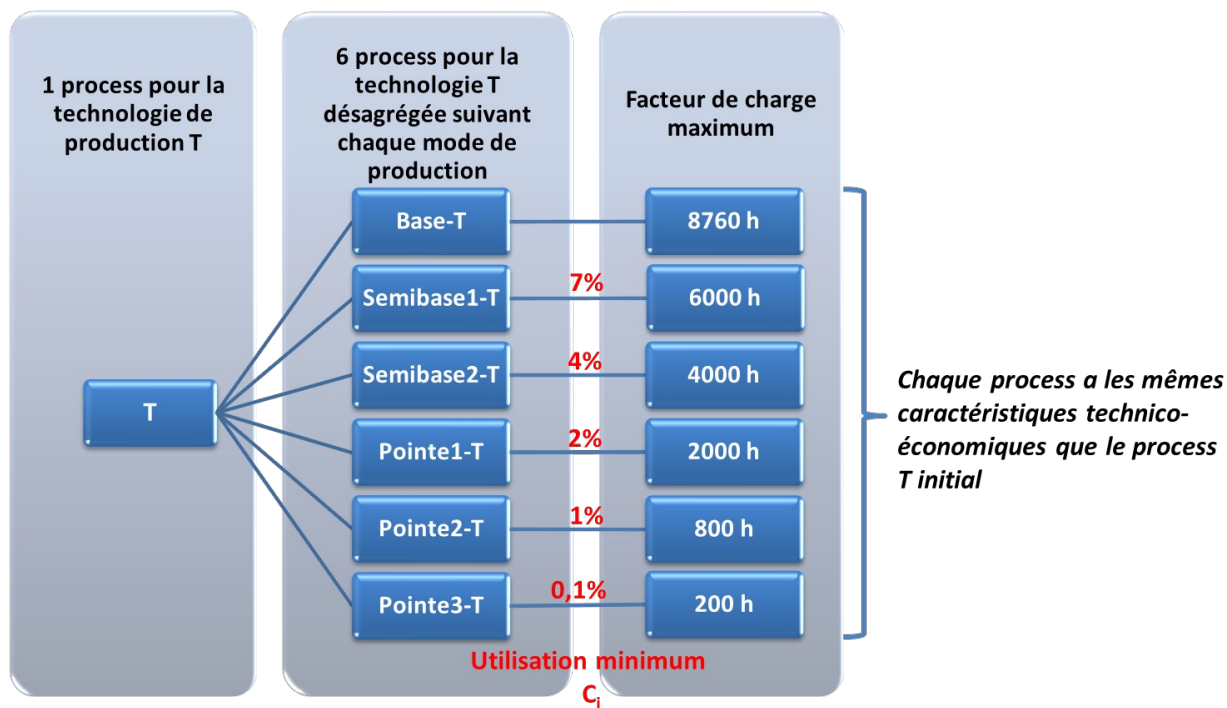 1 process pour la
technologie de
production T
6 process pour la
technologie T
désagrégée suivant
chaque mode de
production
Facteur de charge
maximum
T
Base-T
8760 h
Semibase1-T
7%
6000 h
Semibase2-T
4%
4000 h
Pointe1-T
2%
2000 h
Pointe2-T
1%
800 h
Pointe3-T
0,1%
200 h
Utilisation minimum
Ci
Chaque process a les mêmes
caractéristiques technico-
économiques que le process
T initial